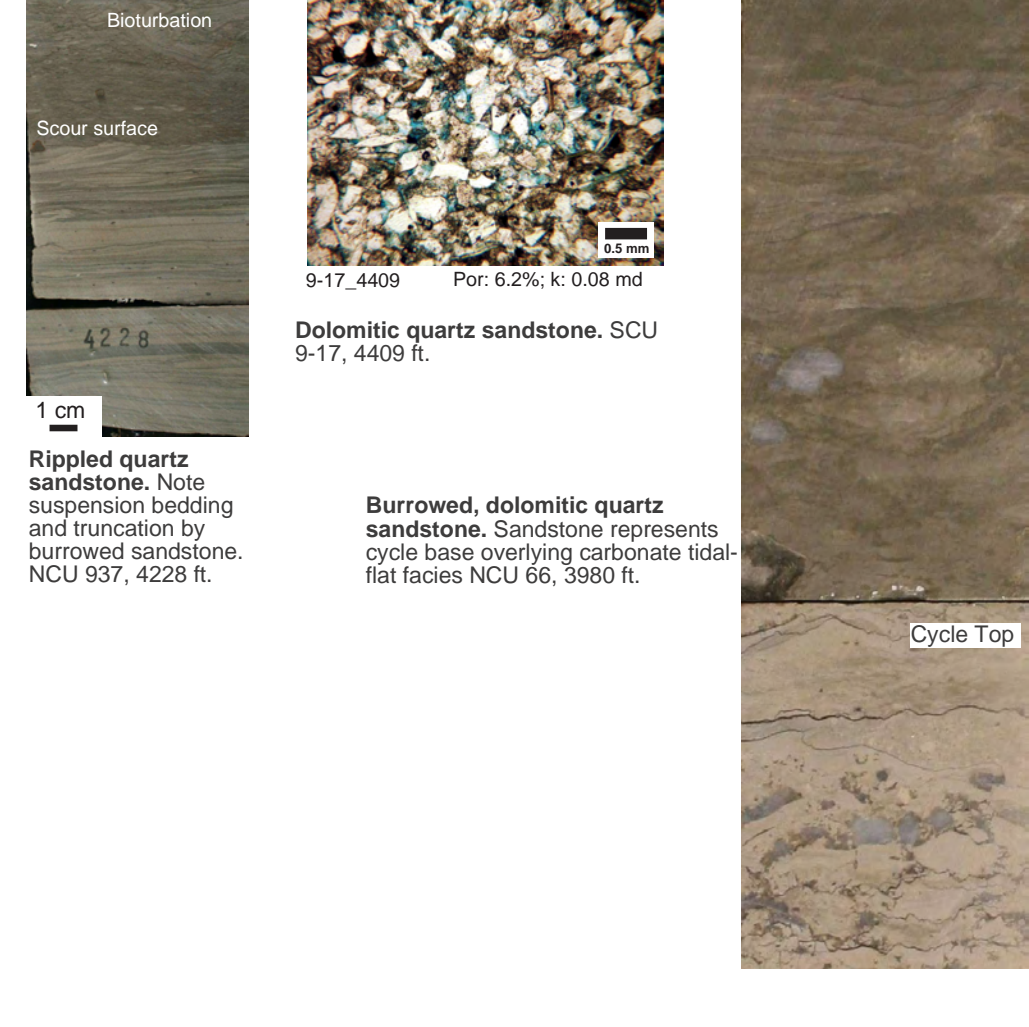 Bioturbation
Scour surface
4228
1 cm
Rippled quartz
sandstone. Note
suspension bedding
and truncation by
burrowed sandstone.
NCU 937, 4228 ft.
0.5 mm
9-17_4409 Por: 6.2%; k: 0.08 md
Dolomitic quartz sandstone. SCU
9-17, 4409 ft.
Burrowed, dolomitic quartz
sandstone. Sandstone represents
cycle base overlying carbonate tidal-
flat facies NCU 66, 3980 ft.
Cycle Top